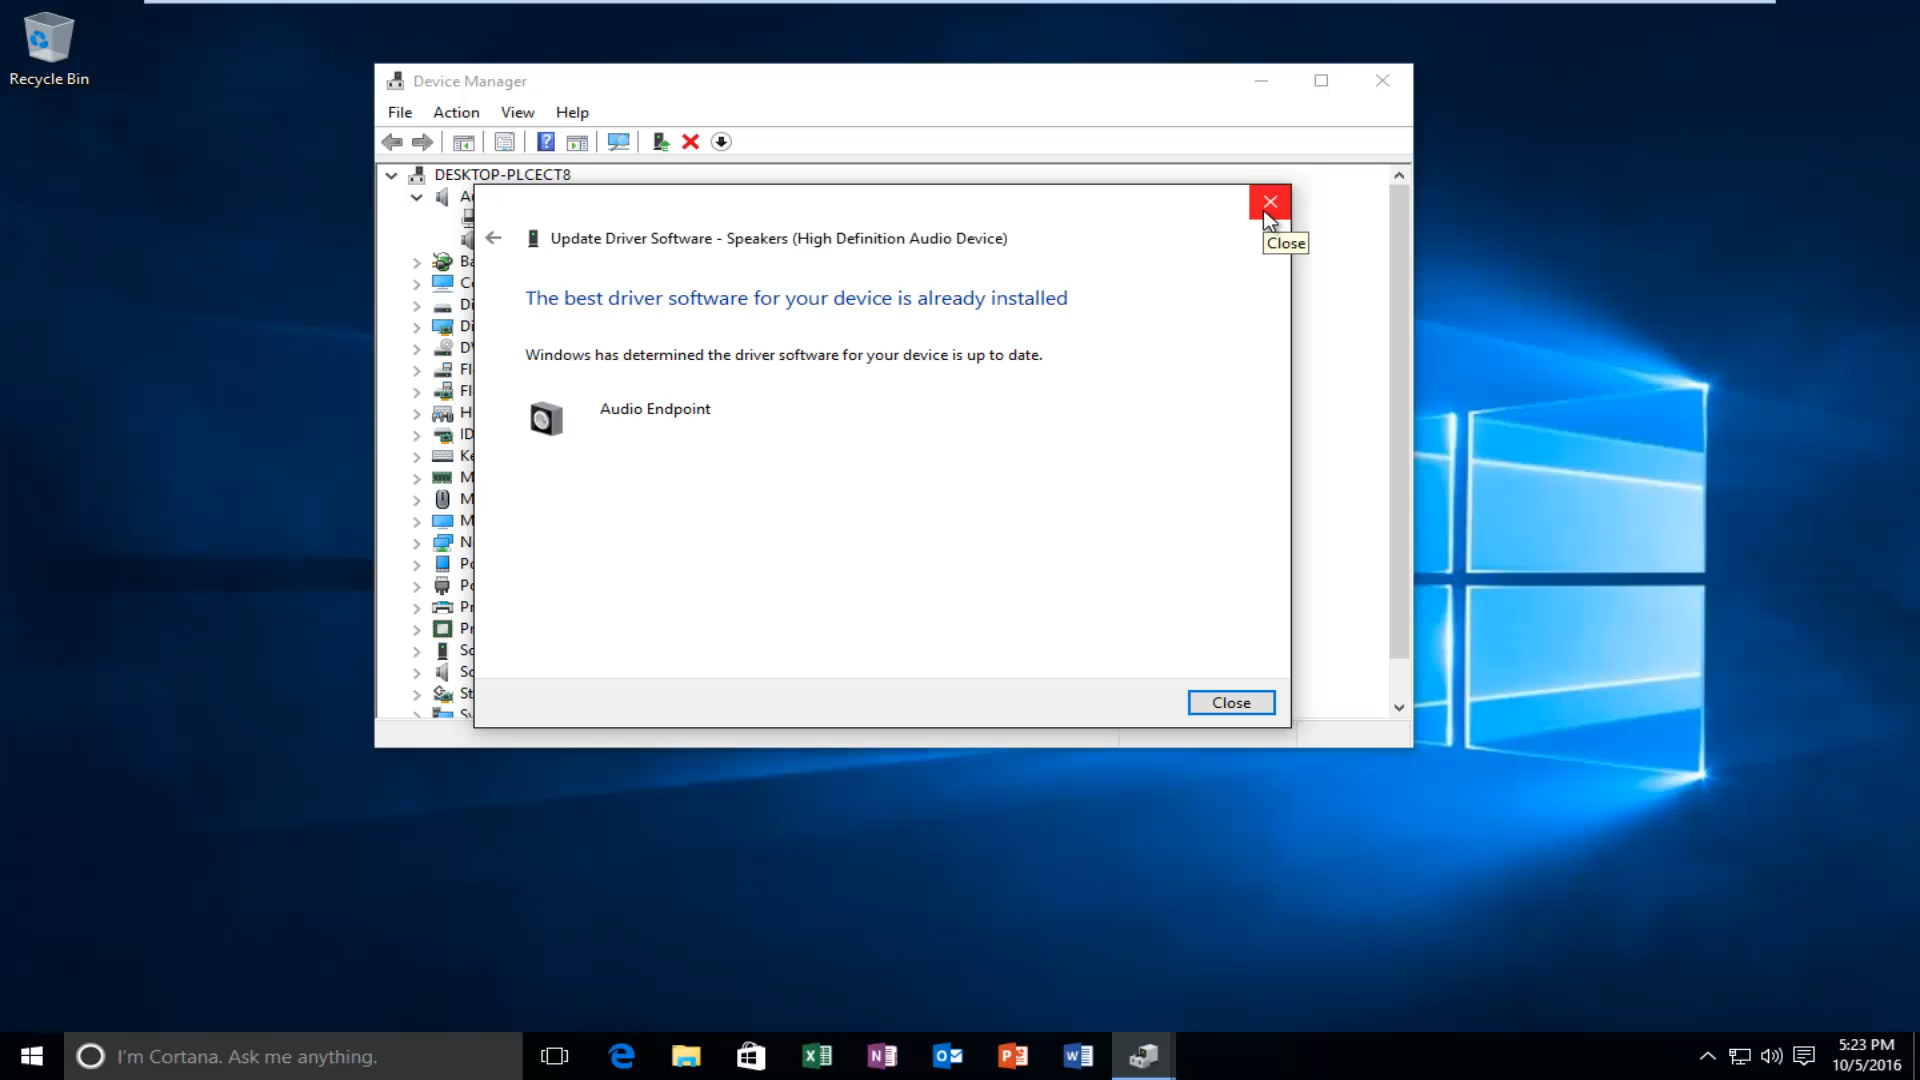 Recycle Bin
Device Manager
File Action View Help
DESKTOP-PLCECT8
Update Driver Software - Speakers (High Definition Audio Device)
Close
The best driver software for your device is already installed
Windows has determined the driver software for your device is up to date.
Audio Endpoint
Close
I'm Cortana. Ask me anything.
5:23 PM
10/5/2016